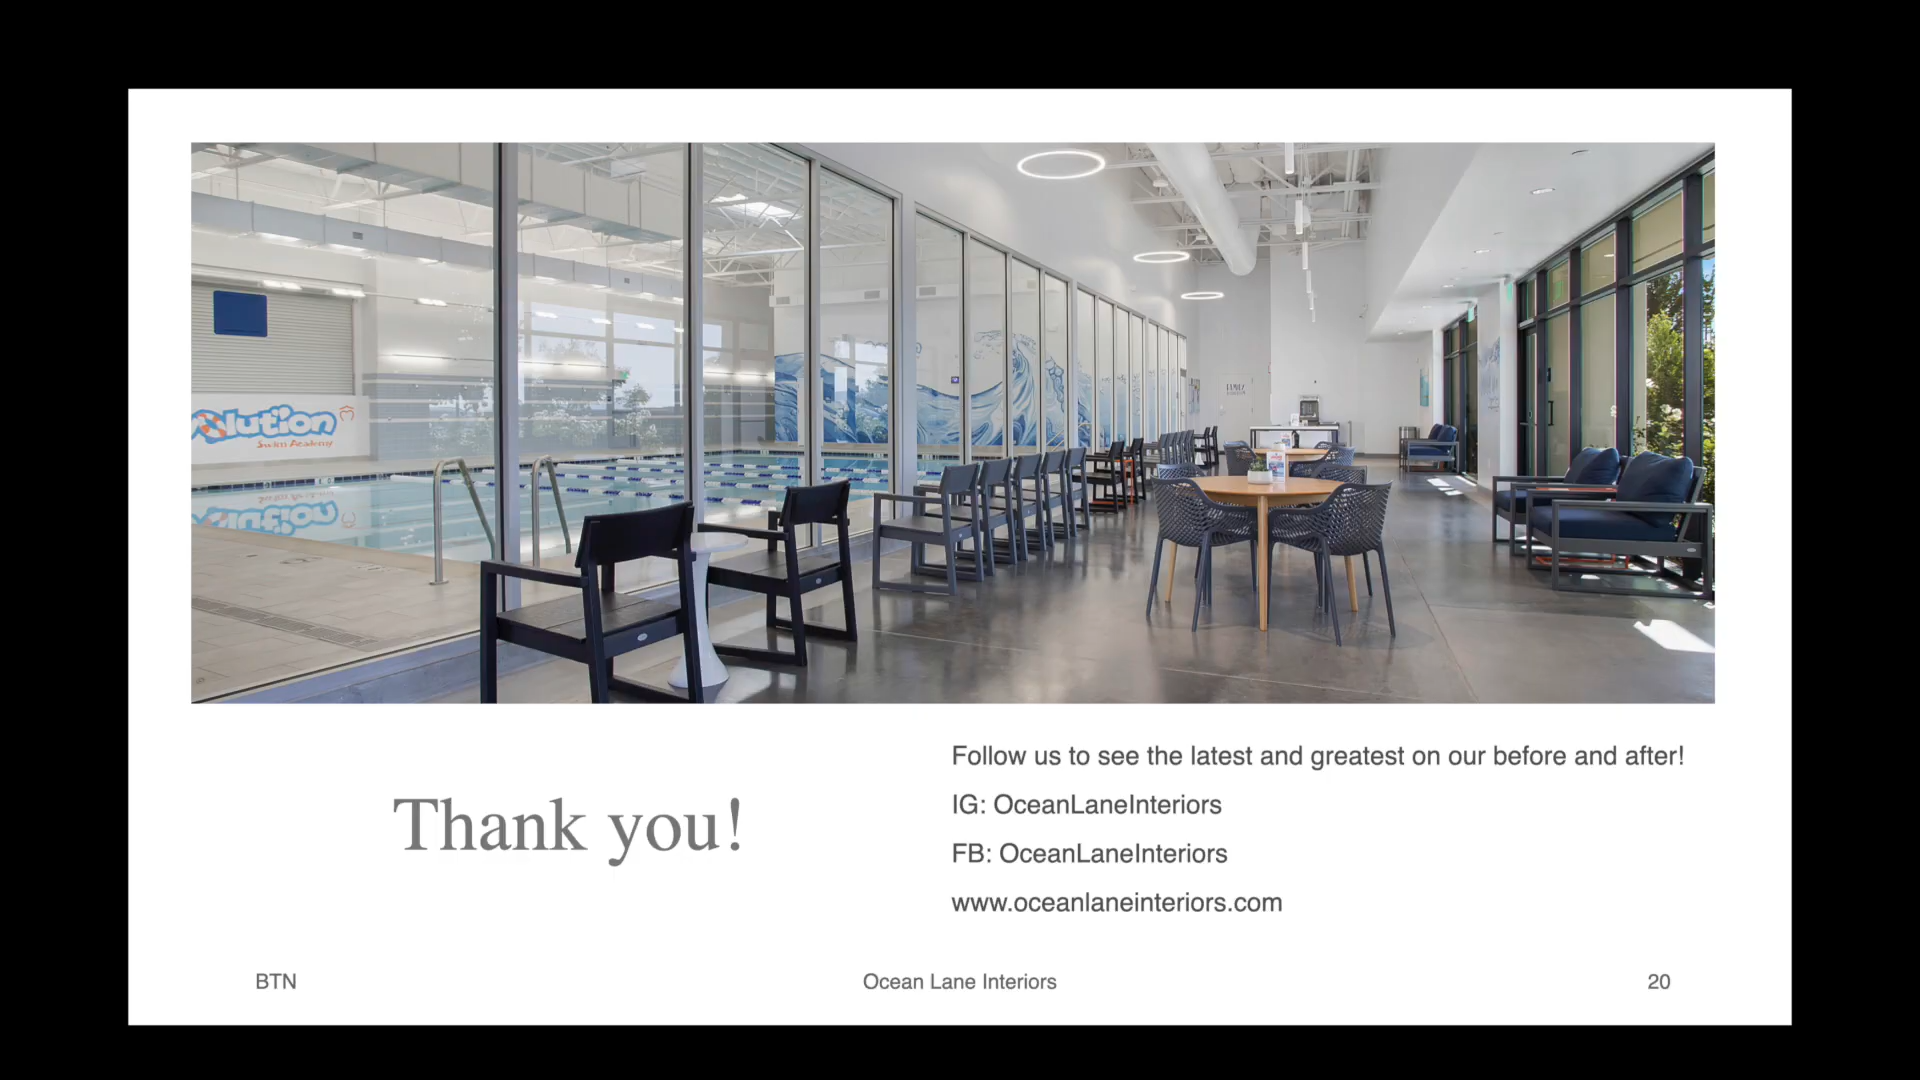 lution
Swim Academy
Thank you!
Follow us to see the latest and greatest on our before and after!
IG: OceanLaneInteriors
FB: OceanLaneInteriors
www.oceanlaneinteriors.com
BTN
Ocean Lane Interiors
20